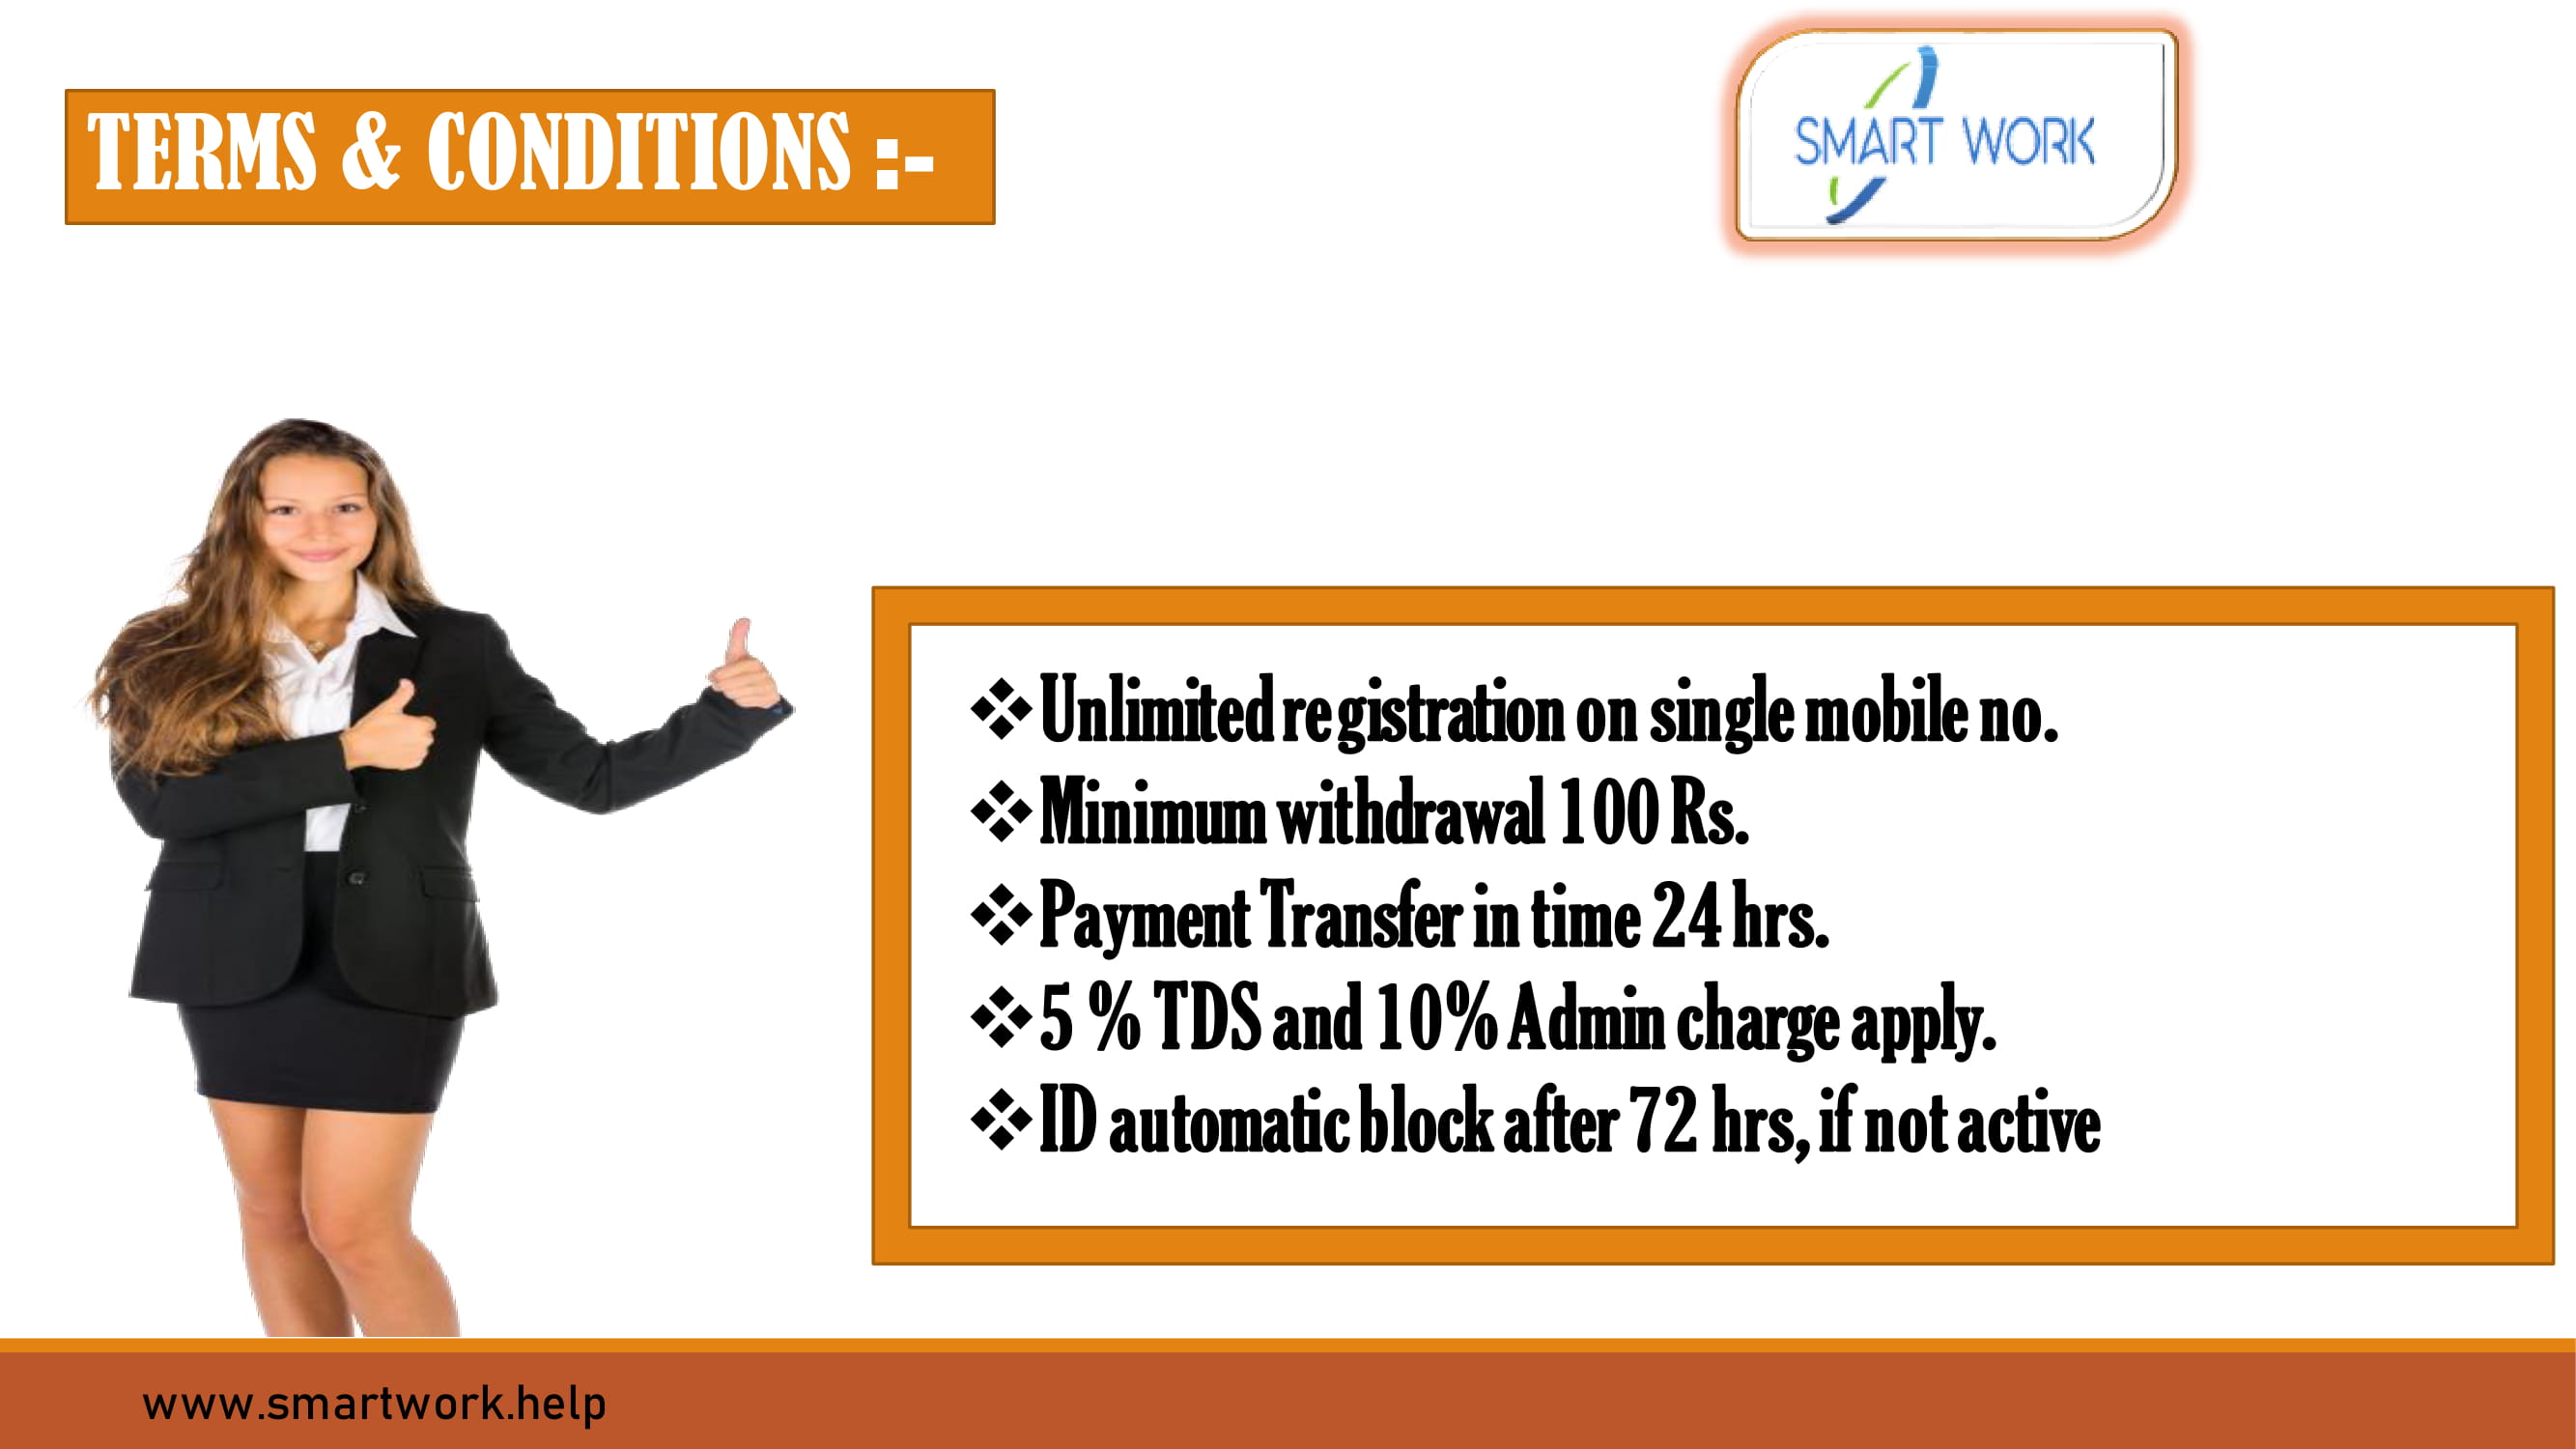 TERMS & CONDITIONS :-
SMART WORK
❖Unlimited registration on single mobile no.
❖Minimum withdrawal 100 Rs.
❖Payment Transfer in time 24 hrs.
❖5 % TDS and 10% Admin charge apply.
❖ID automatic block after 72 hrs, if not active
www.smartwork.help